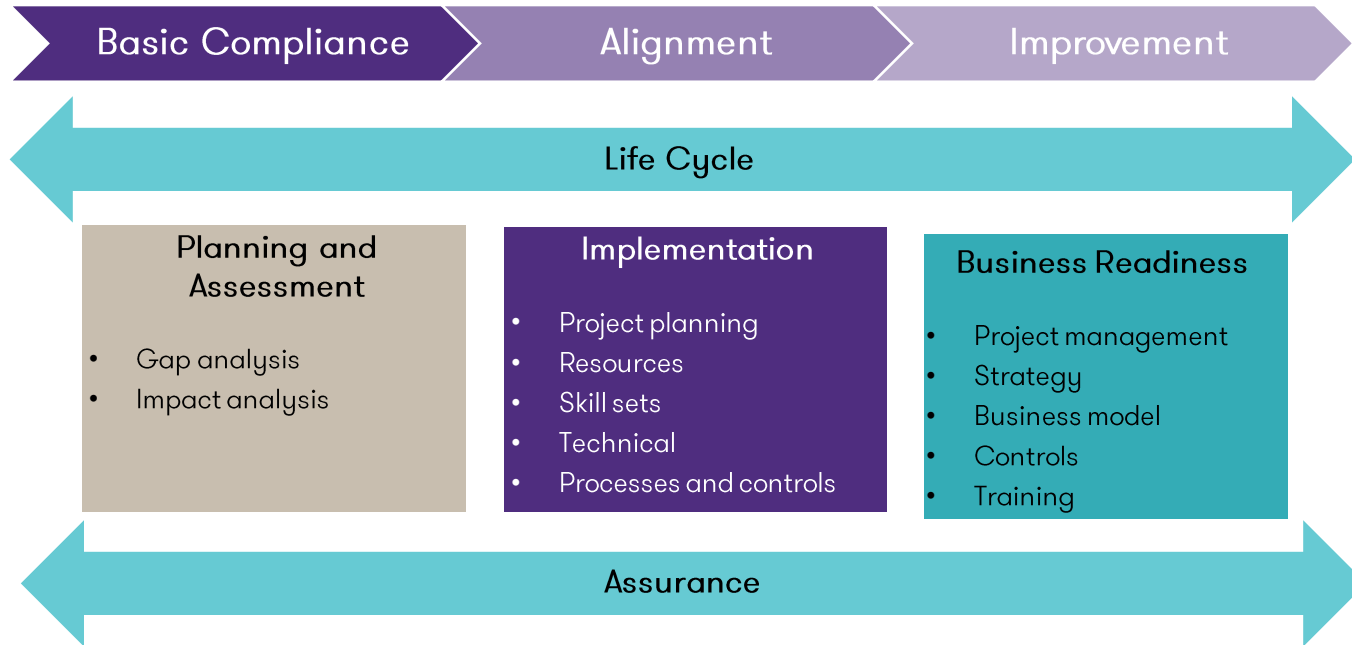 Basic Compliance
Alignment
Improvement
Life Cycle
Planning and
Assessment
• Gap analysis
• Impact analysis
Implementation
• Project planning
• Resources
• Skill sets
• Technical
• Processes and controls
Business Readiness
• Project management
• Strategy
• Business model
• Controls
• Training
Assurance